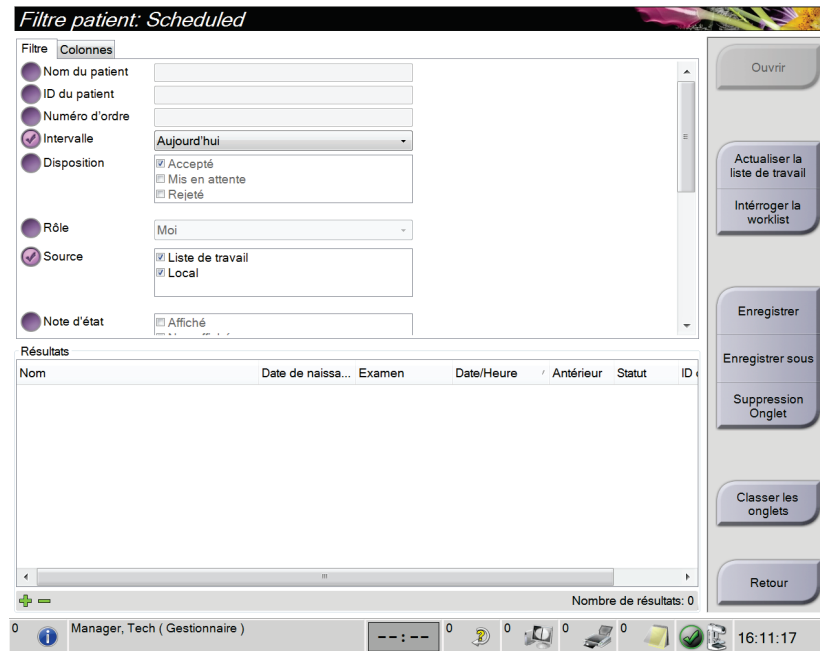 Filtre patient: Scheduled
Filtre
Colonnes
Nom du patient
ID du patient
Numéro d'ordre
Intervalle
Aujourd'hui
Disposition
Accepté
Mis en attente
Rejeté
Rôle
Moi
Source
Liste de travail
Local
Note d'état
Affiché
Résultats
Nom
Date de naissa...
Examen
Date/Heure
Antérieur
Statut
ID
Nombre de résultats: 0
Ouvrir
Actualiser la
liste de travail
Intérroger la
worklist
Enregistrer
Enregistrer sous
Suppression
Onglet
Classer les
onglets
Retour
0
Manager, Tech ( Gestionnaire )
--:--
0
0
0
0
16:11:17